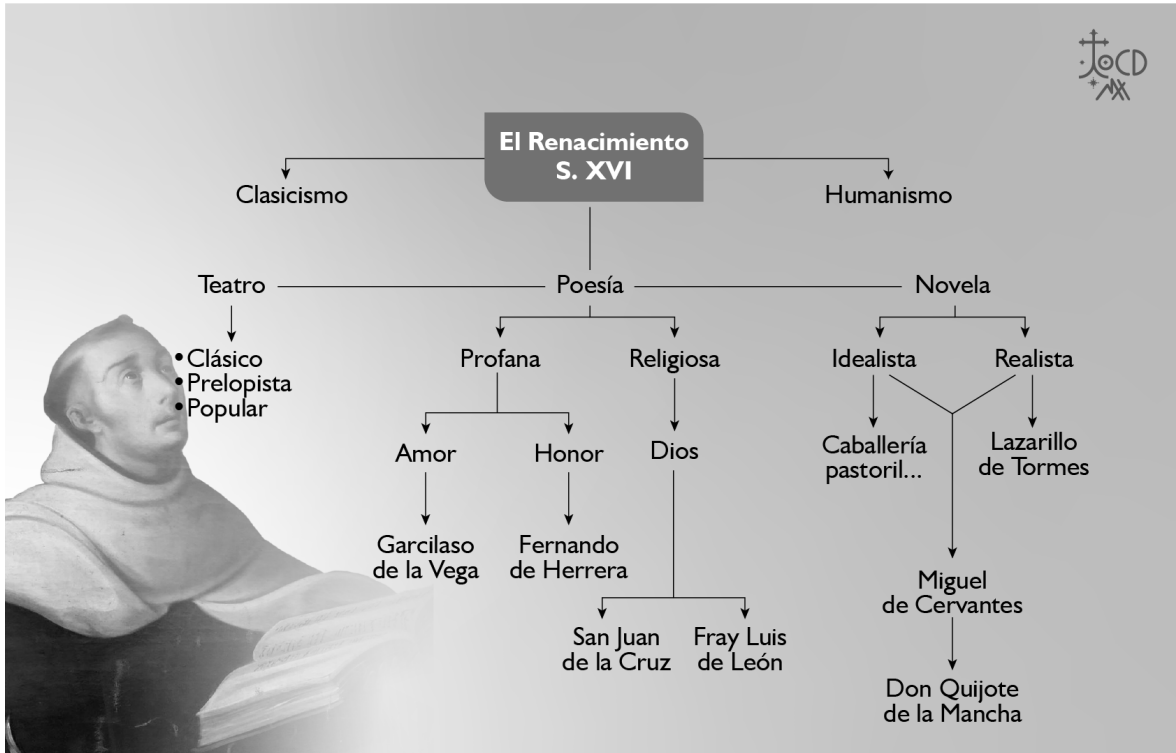 JOCD
El Renacimiento
S. XVI
Clasicismo
Humanismo
Teatro
Poesía
Novela
• Clásico
• Prelopista
• Popular
Profana
Religiosa
Idealista
Realista
Amor
Honor
Dios
Caballería
pastoril...
Lazarillo
de Tormes
Garcilaso
de la Vega
Fernando
de Herrera
San Juan
de la Cruz
Fray Luis
de León
Miguel
de Cervantes
Don Quijote
de la Mancha